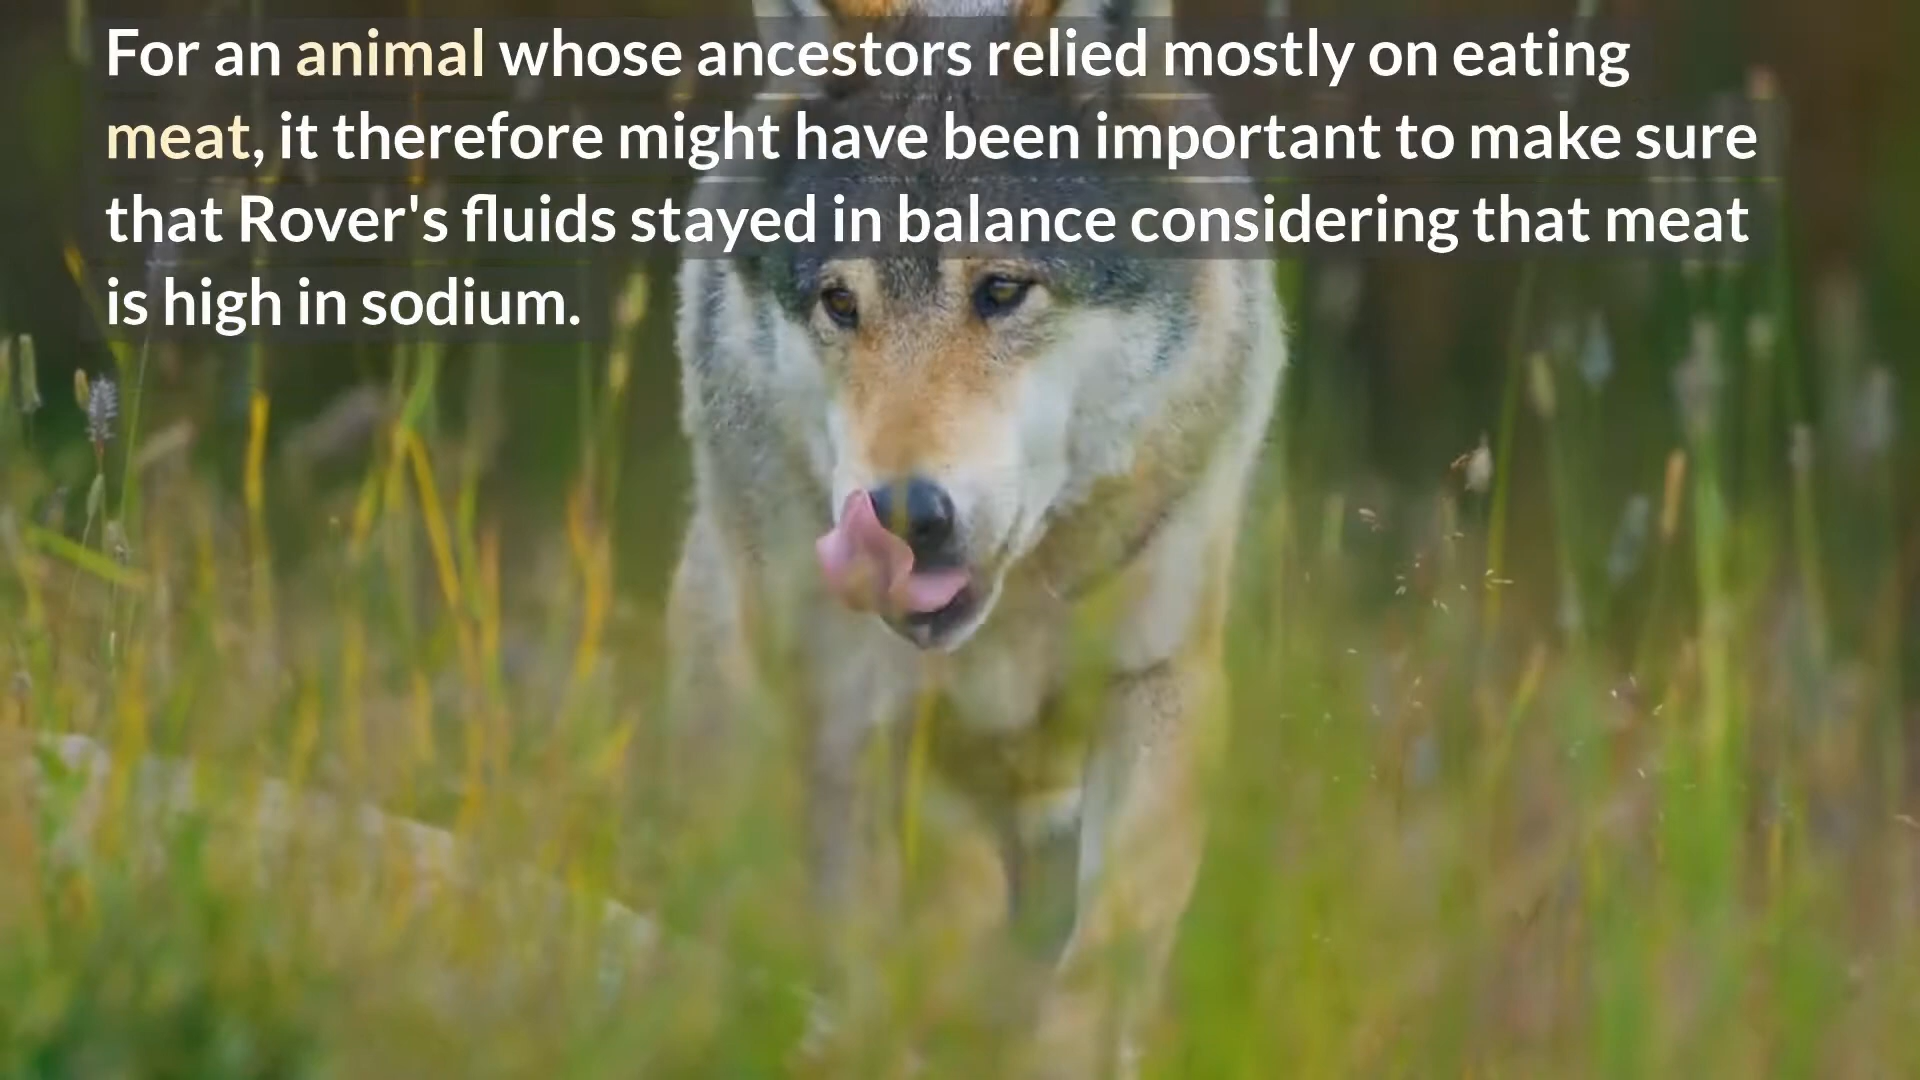 For an animal whose ancestors relied mostly on eating
meat, it therefore might have been important to make sure
that Rover's fluids stayed in balance considering that meat
is high in sodium.